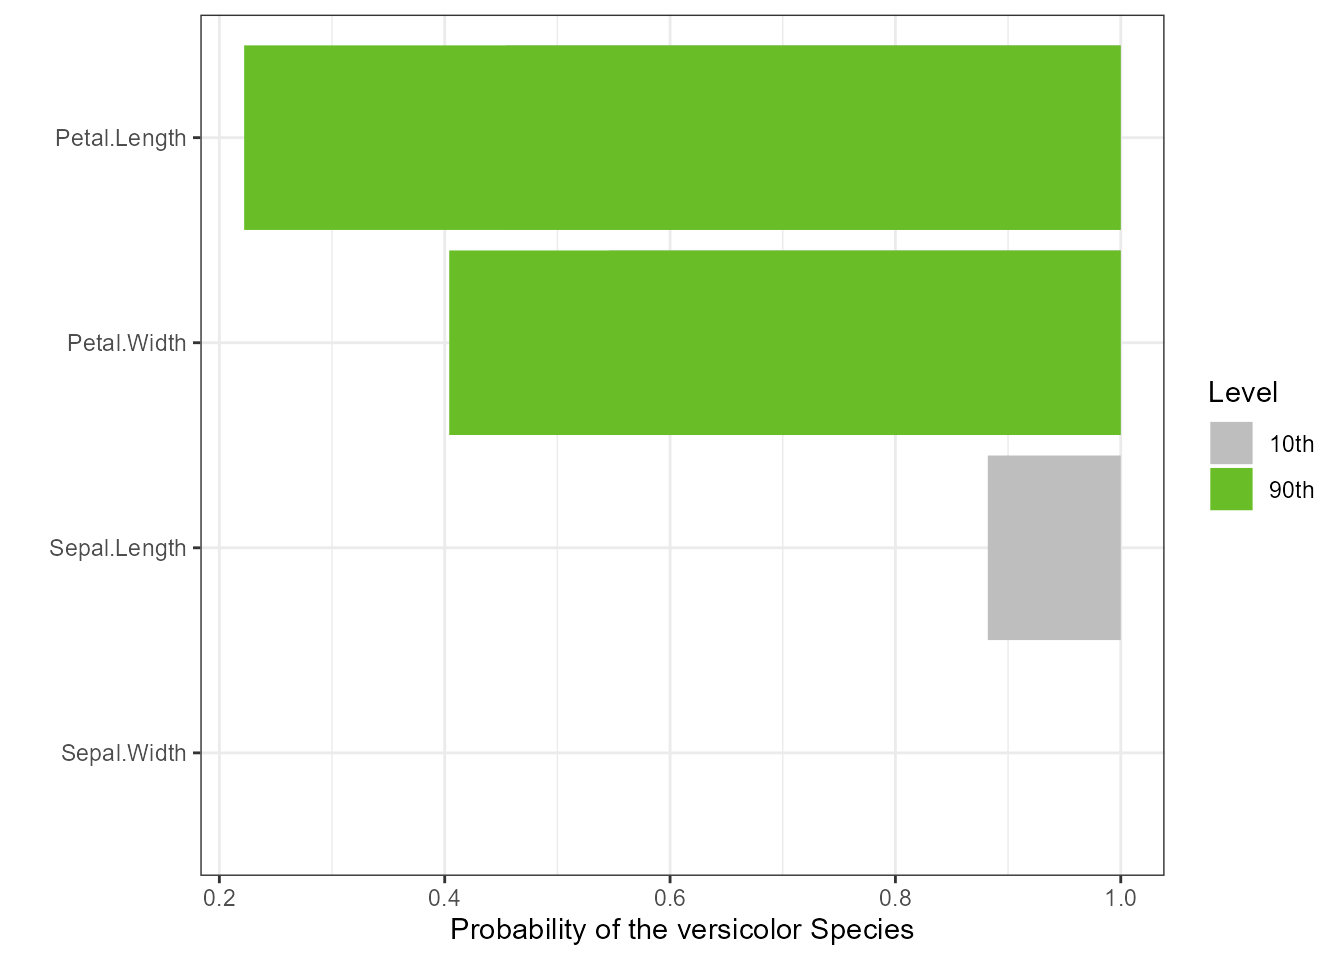 Petal.Length
Petal.Width
Sepal.Length
Sepal.Width
0.2 0.4 0.6 0.8 1.0
Probability of the versicolor Species
Level
10th
90th